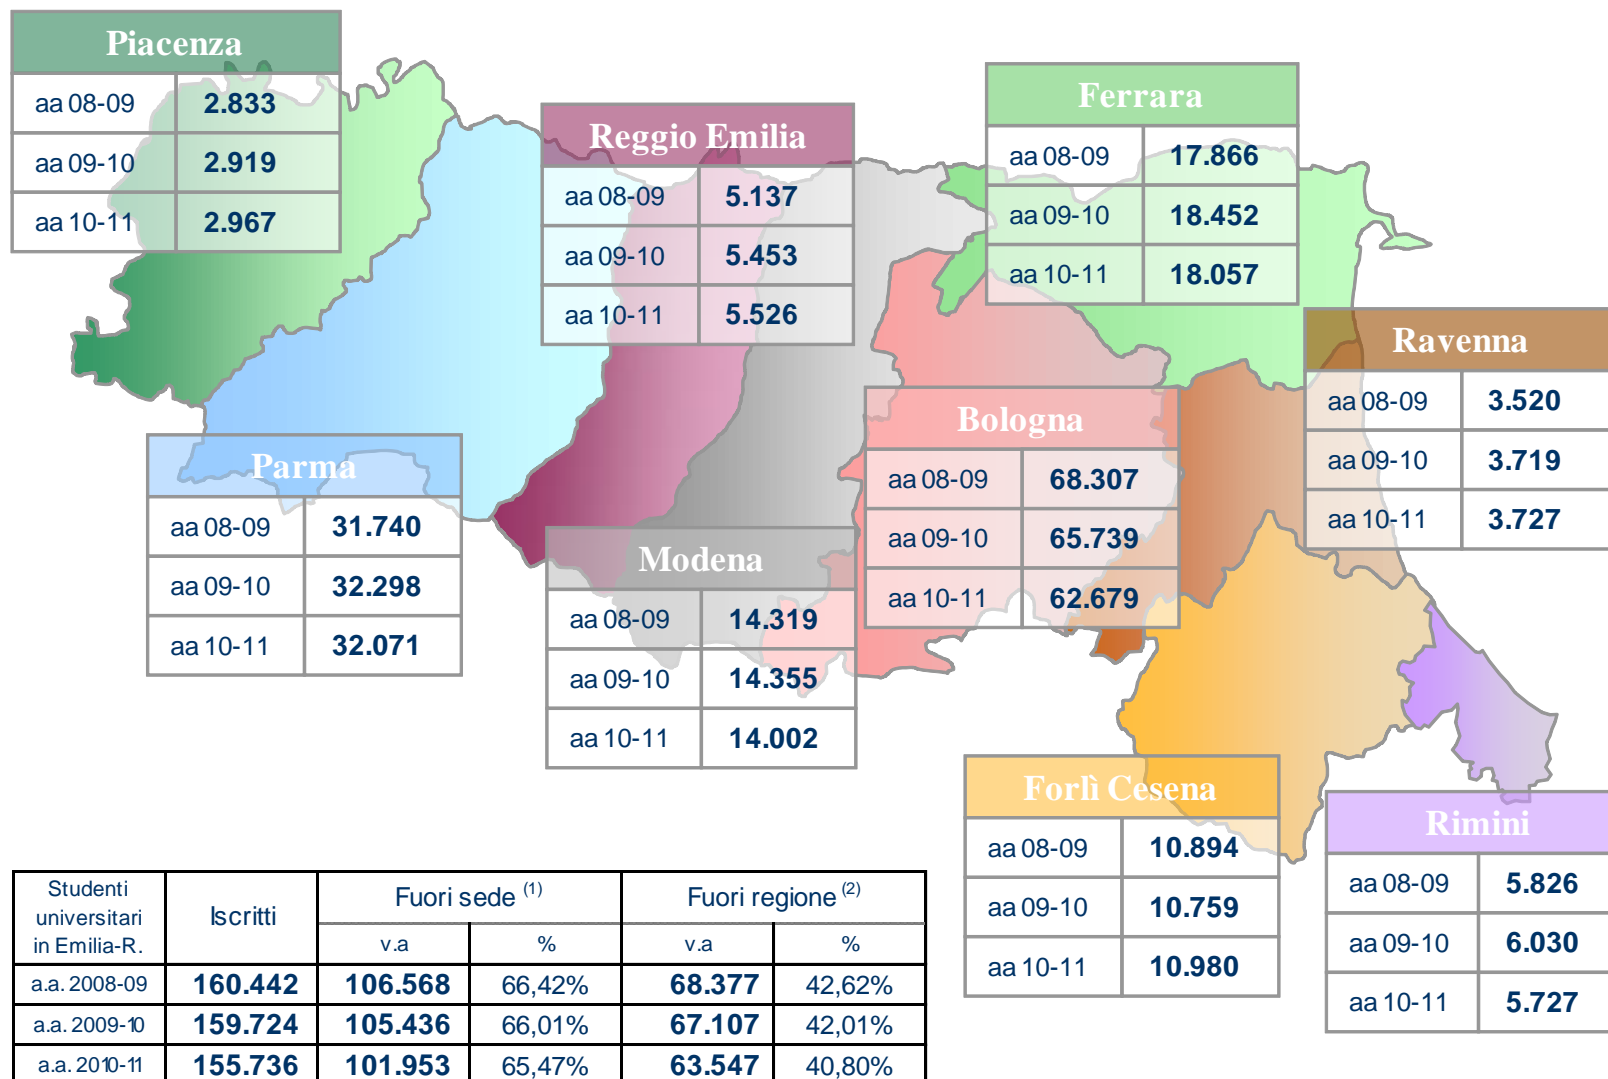 Piacenza
aa 08-09 2.833
aa 09-10 2.919
aa 10-11 2.967
Reggio Emilia
aa 08-09 5.137
aa 09-10 5.453
aa 10-11 5.526
Ferrara
aa 08-09 17.866
aa 09-10 18.452
aa 10-11 18.057
Ravenna
aa 08-09 3.520
aa 09-10 3.719
aa 10-11 3.727
Parma
aa 08-09 31.740
aa 09-10 32.298
aa 10-11 32.071
Bologna
aa 08-09 68.307
aa 09-10 65.739
aa 10-11 62.679
Modena
aa 08-09 14.319
aa 09-10 14.355
aa 10-11 14.002
Forlì Cesena
aa 08-09 10.894
aa 09-10 10.759
aa 10-11 10.980
Rimini
aa 08-09 5.826
aa 09-10 6.030
aa 10-11 5.727
Studenti
universitari
in Emilia-R.
Iscritti
Fuori sede (1)
Fuori regione (2)
v.a % v.a %
a.a. 2008-09 160.442 106.568 66,42% 68.377 42,62%
a.a. 2009-10 159.724 105.436 66,01% 67.107 42,01%
a.a. 2010-11 155.736 101.953 65,47% 63.547 40,80%